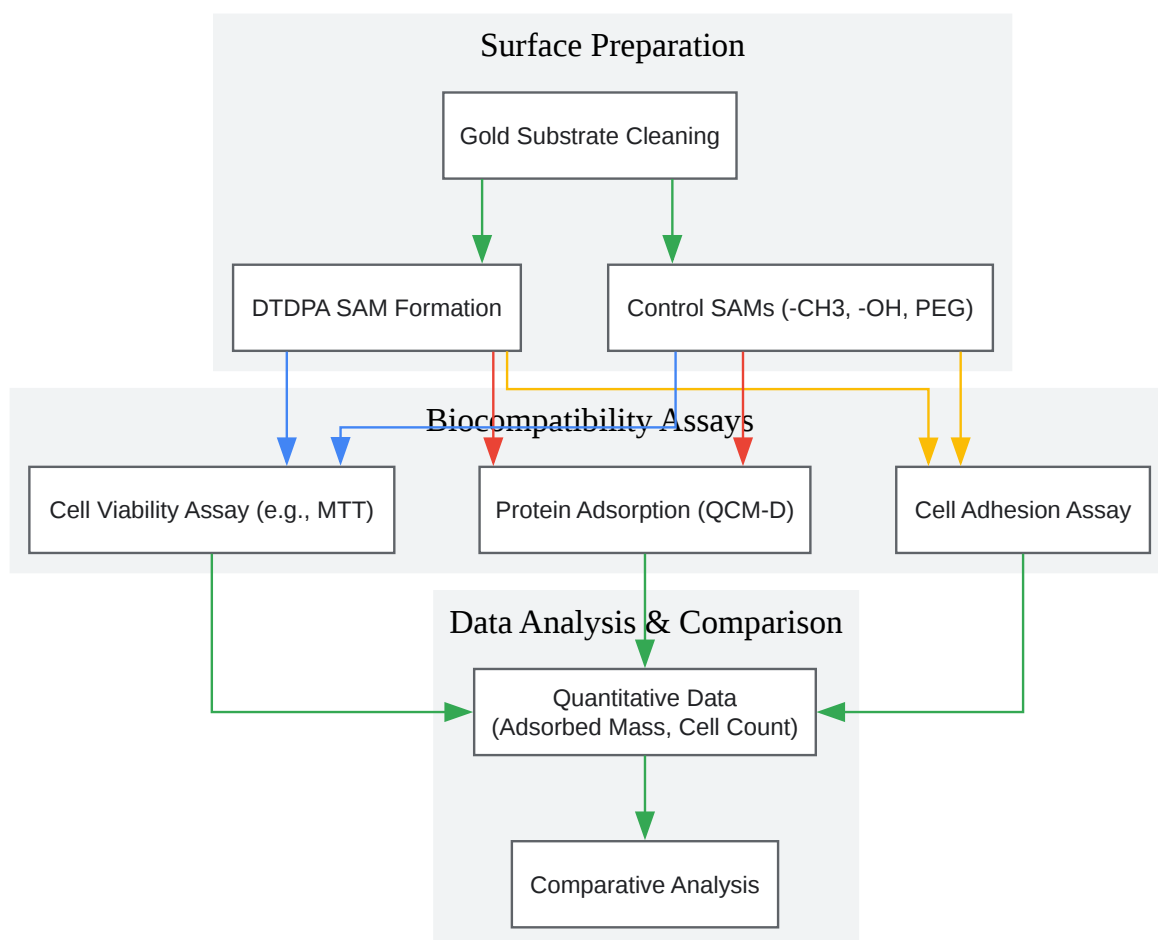 Surface Preparation
Gold Substrate Cleaning
DTDPA SAM Formation
Control SAMs (-CH3, -OH, PEG)
Biocompatibility Assays
Cell Viability Assay (e.g., MTT)
Protein Adsorption (QCM-D)
Cell Adhesion Assay
Data Analysis & Comparison
Quantitative Data
(Adsorbed Mass, Cell Count)
Comparative Analysis